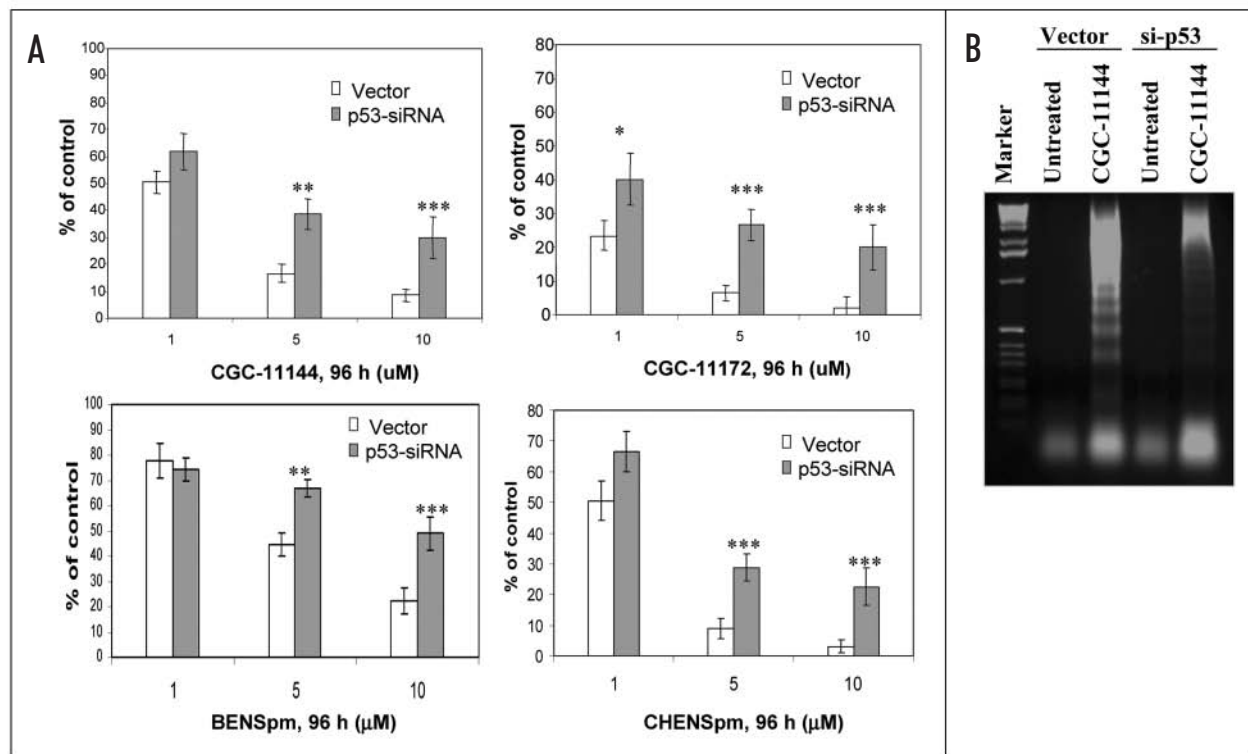 A
% of control
100
90
80
70
60
50
40
30
20
10
0
Vector
p53-siRNA
**
***
1 5 10
CGC-11144, 96 h (uM)
% of control
80
70
60
50
40
30
20
10
0
Vector
p53-siRNA
*
***
***
1 5 10
CGC-11172, 96 h (uM)
% of control
100
90
80
70
60
50
40
30
20
10
0
Vector
p53-siRNA
**
***
1 5 10
BENSpm, 96 h (μM)
% of control
80
70
60
50
40
30
20
10
0
Vector
p53-siRNA
***
***
1 5 10
CHENSpm, 96 h (μM)
B
Vector si-p53
Marker
Untreated
CGC-11144
Untreated
CGC-11144